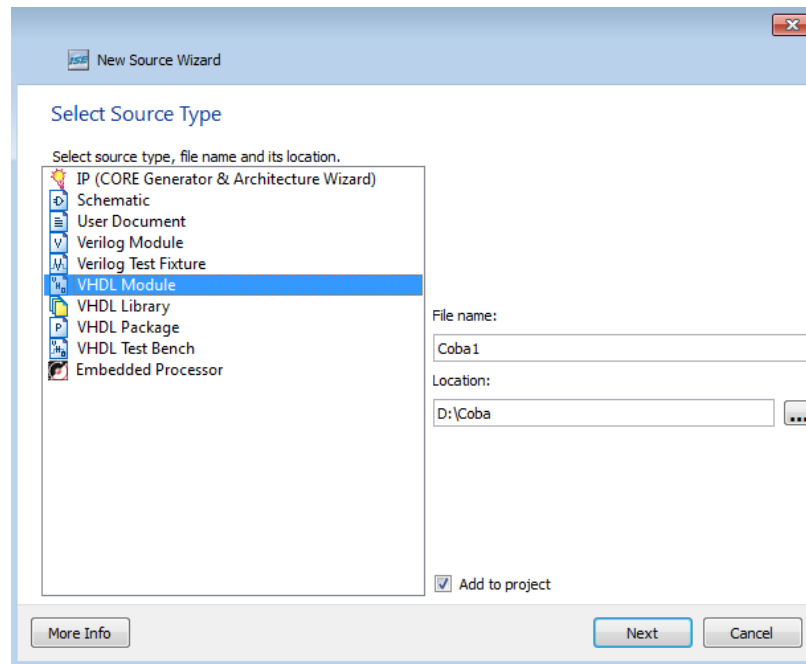 ISE New Source Wizard
Select Source Type
Select source type, file name and its location.
IP (CORE Generator & Architecture Wizard)
Schematic
User Document
Verilog Module
Verilog Test Fixture
VHDL Module
VHDL Library
VHDL Package
VHDL Test Bench
Embedded Processor
File name:
Coba1
Location:
D:\Coba
...
Add to project
More Info
Next
Cancel